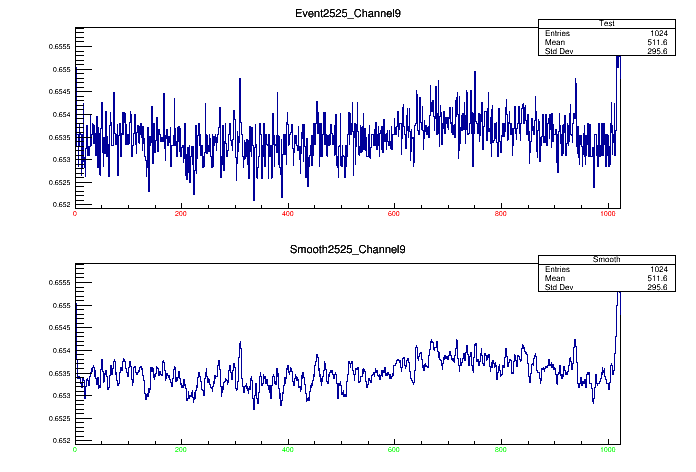 Event2525_Channel9
Test
Entries 1024
Mean 511.6
Std Dev 295.6
0.6555
0.655
0.6545
0.654
0.6535
0.653
0.6525
0.652
0 200 400 600 800 1000
Smooth2525_Channel9
Smooth
Entries 1024
Mean 511.6
Std Dev 295.6
0.6555
0.655
0.6545
0.654
0.6535
0.653
0.6525
0.652
0 200 400 600 800 1000